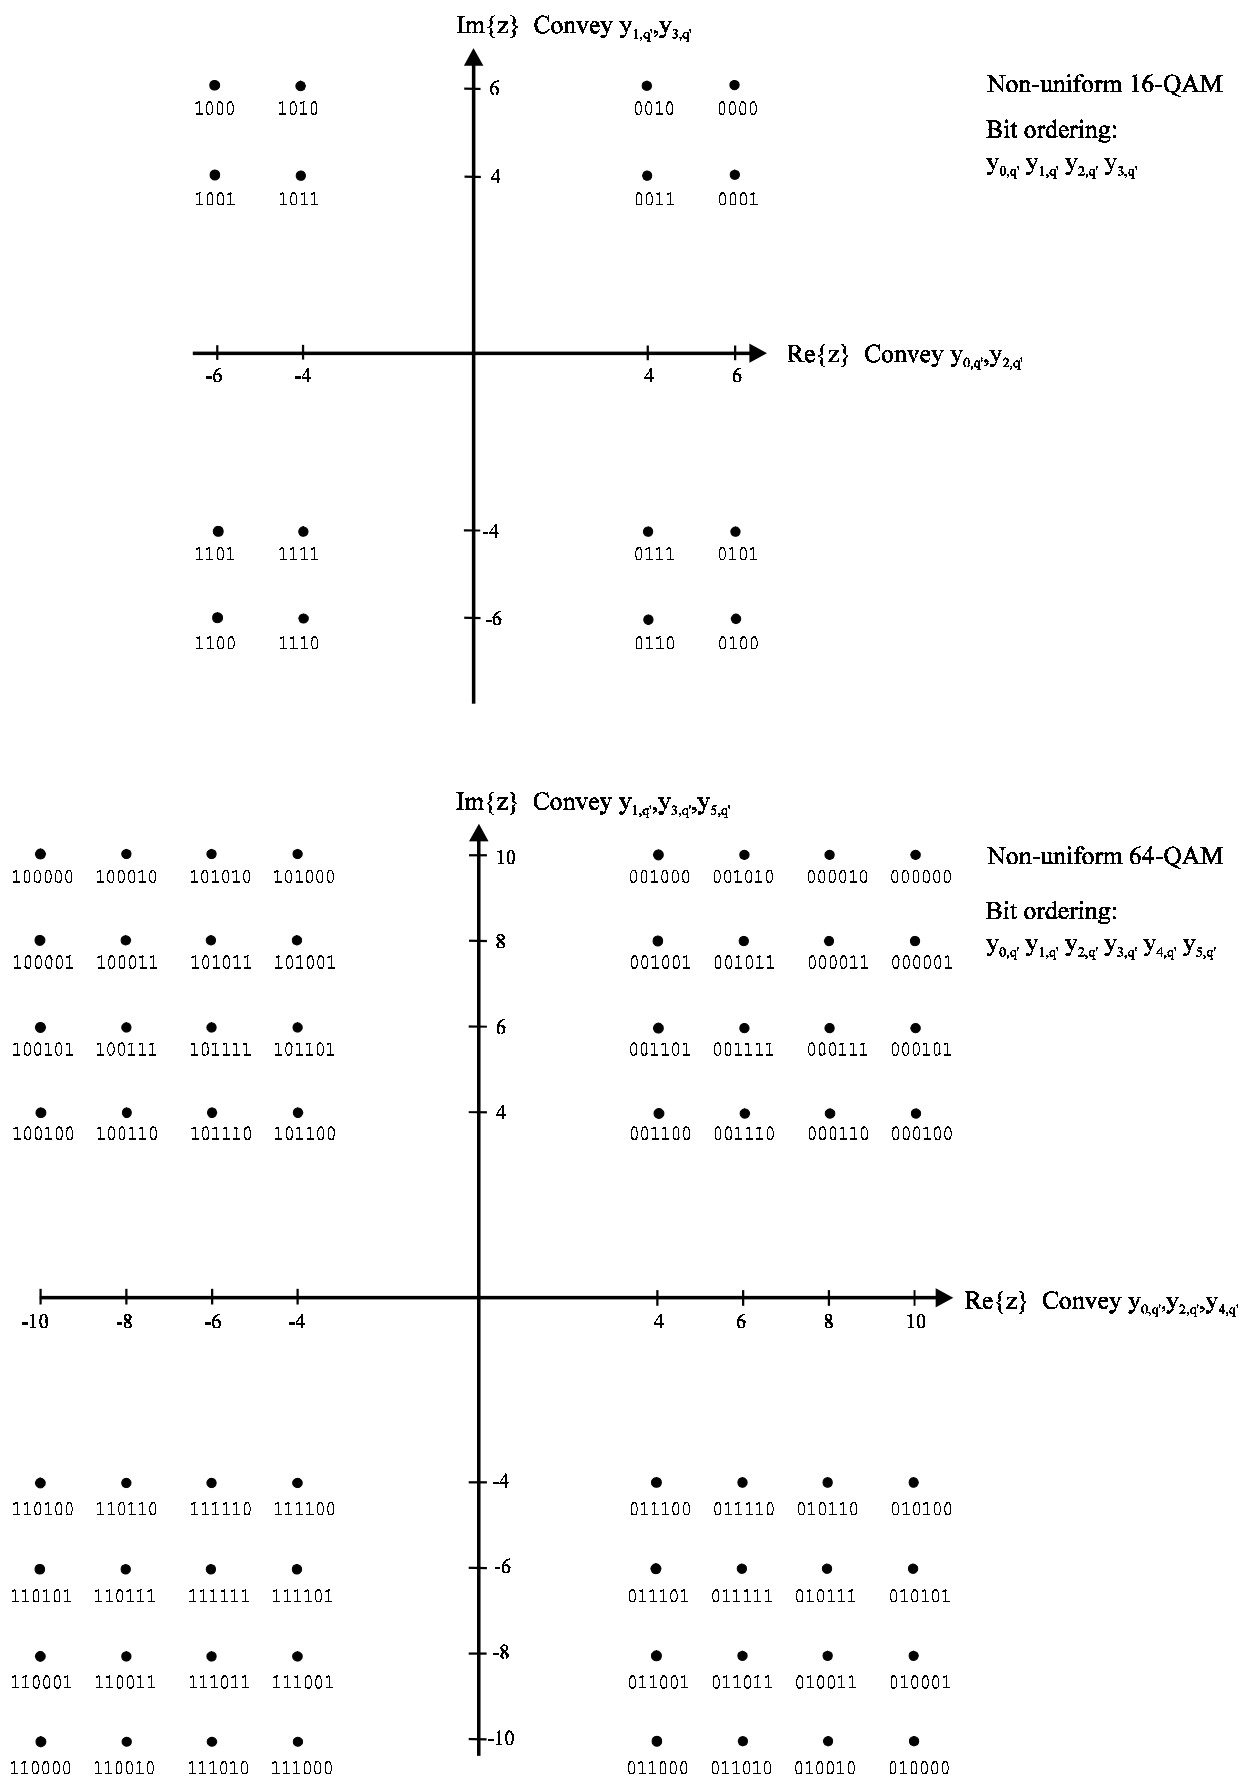 Im{z} Convey y1,q',y3,q'
6
Non-uniform 16-QAM
1000 1010 0010 0000
Bit ordering:
y0,q' y1,q' y2,q' y3,q'
4
1001 1011 0011 0001
Re{z} Convey y0,q',y2,q'
-6 -4 4 6
-4
1101 1111 0111 0101
-6
1100 1110 0110 0100
Im{z} Convey y1,q',y3,q',y5,q'
10
Non-uniform 64-QAM
100000 100010 101010 101000 001000 001010 000010 000000
Bit ordering:
y0,q' y1,q' y2,q' y3,q' y4,q' y5,q'
8
100001 100011 101011 101001 001001 001011 000011 000001
6
100101 100111 101111 101101 001101 001111 000111 000101
4
100100 100110 101110 101100 001100 001110 000110 000100
Re{z} Convey y0,q',y2,q',y4,q'
-10 -8 -6 -4 4 6 8 10
-4
110100 110110 111110 111100 011100 011110 010110 010100
-6
110101 110111 111111 111101 011101 011111 010111 010101
-8
110001 110011 111011 111001 011001 011011 010011 010001
-10
110000 110010 111010 111000 011000 011010 010010 010000